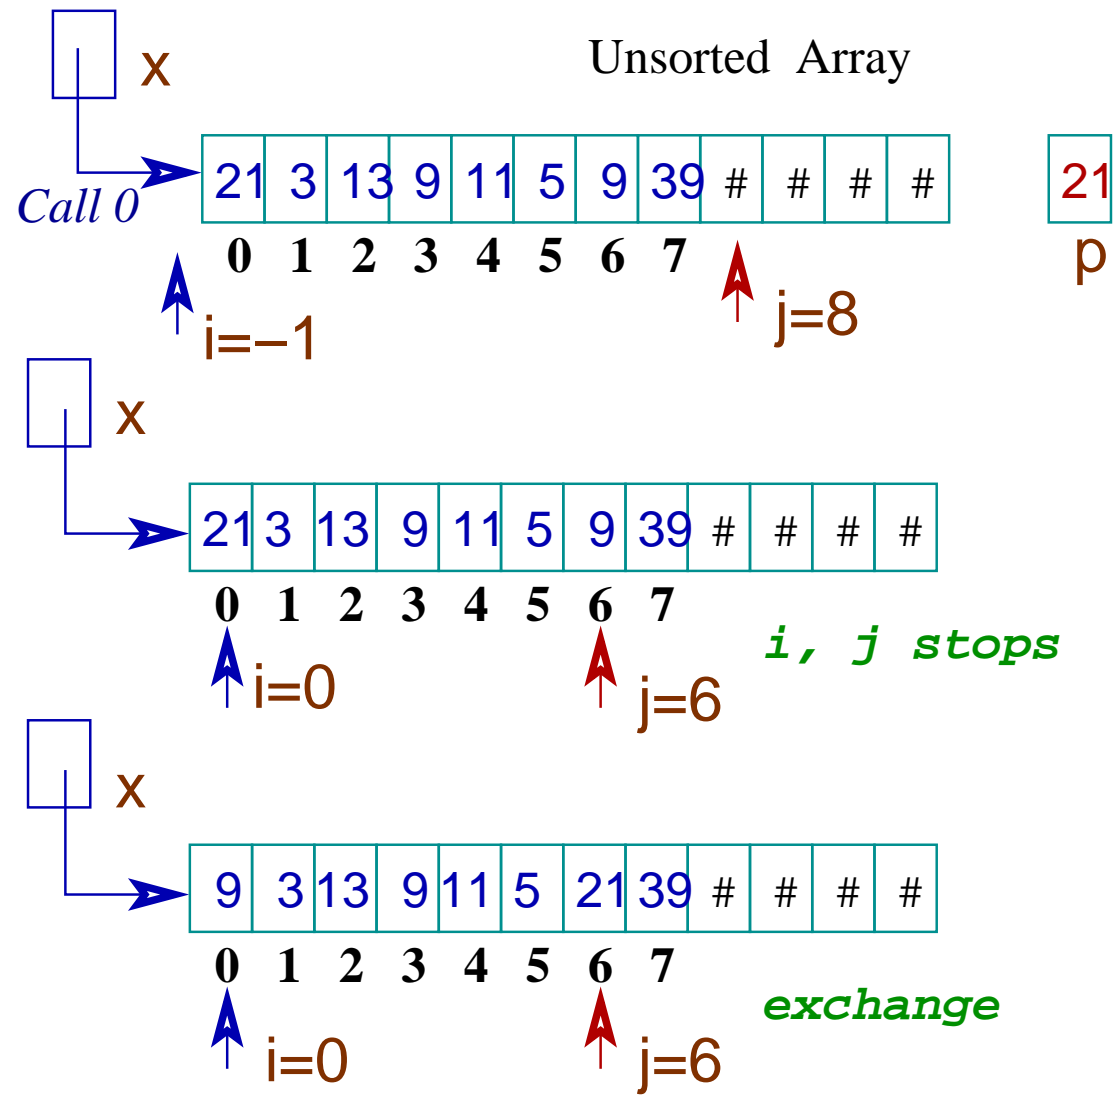 x
Unsorted Array
21 3 13 9 11 5 9 39 # # # # 21
Call 0
0 1 2 3 4 5 6 7 p
i=−1 j=8
x
21 3 13 9 11 5 9 39 # # # #
0 1 2 3 4 5 6 7
i, j stops
i=0 j=6
x
9 3 13 9 11 5 21 39 # # # #
0 1 2 3 4 5 6 7
exchange
i=0 j=6